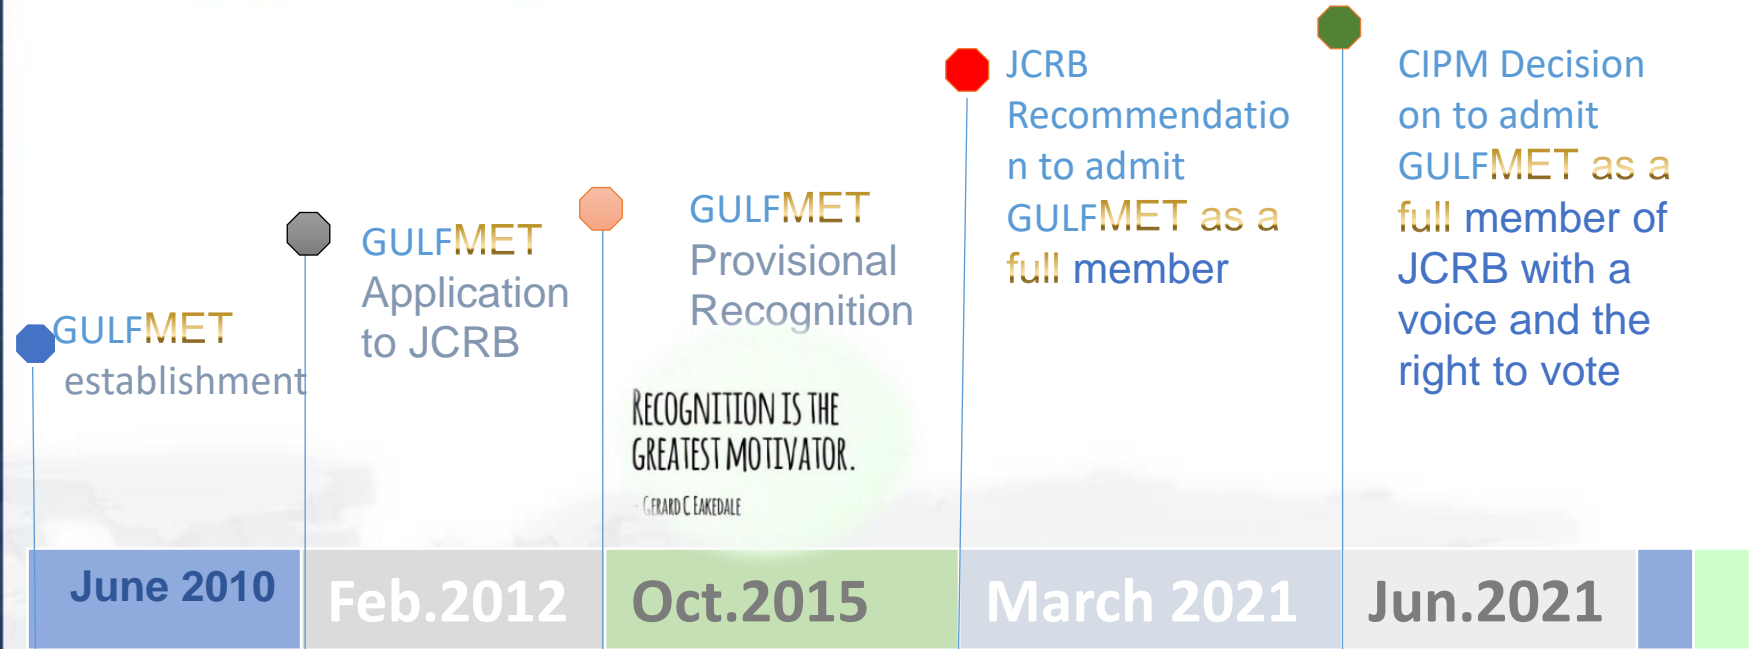 GULFMET
establishment
GULFMET
Application
to JCRB
GULFMET
Provisional
Recognition
RECOGNITION IS THE
GREATEST MOTIVATOR.
- GERARD C EAKEDALE
JCRB
Recommendatio
n to admit
GULFMET as a
full member
CIPM Decision
on to admit
GULFMET as a
full member of
JCRB with a
voice and the
right to vote
June 2010
Feb.2012
Oct.2015
March 2021
Jun.2021